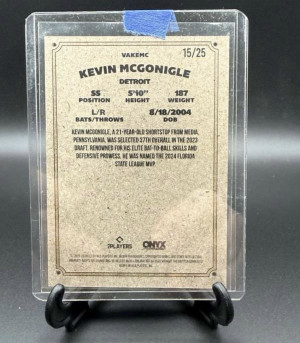 VAKEMC
15/25
KEVIN MCGONIGLE
DETROIT
SS 5'10" 187
POSITION HEIGHT WEIGHT
L/R 8/18/2004
BATS/THROWS DOB
KEVIN MCGONIGLE, A 21-YEAR-OLD SHORTSTOP FROM MEDIA,
PENNSYLVANIA, WAS SELECTED 37TH OVERALL IN THE 2023
DRAFT. RENOWNED FOR HIS ELITE BAT-TO-BALL SKILLS AND
DEFENSIVE PROWESS, HE WAS NAMED THE 2024 FLORIDA
STATE LEAGUE MVP.
PLAYERS ONYX